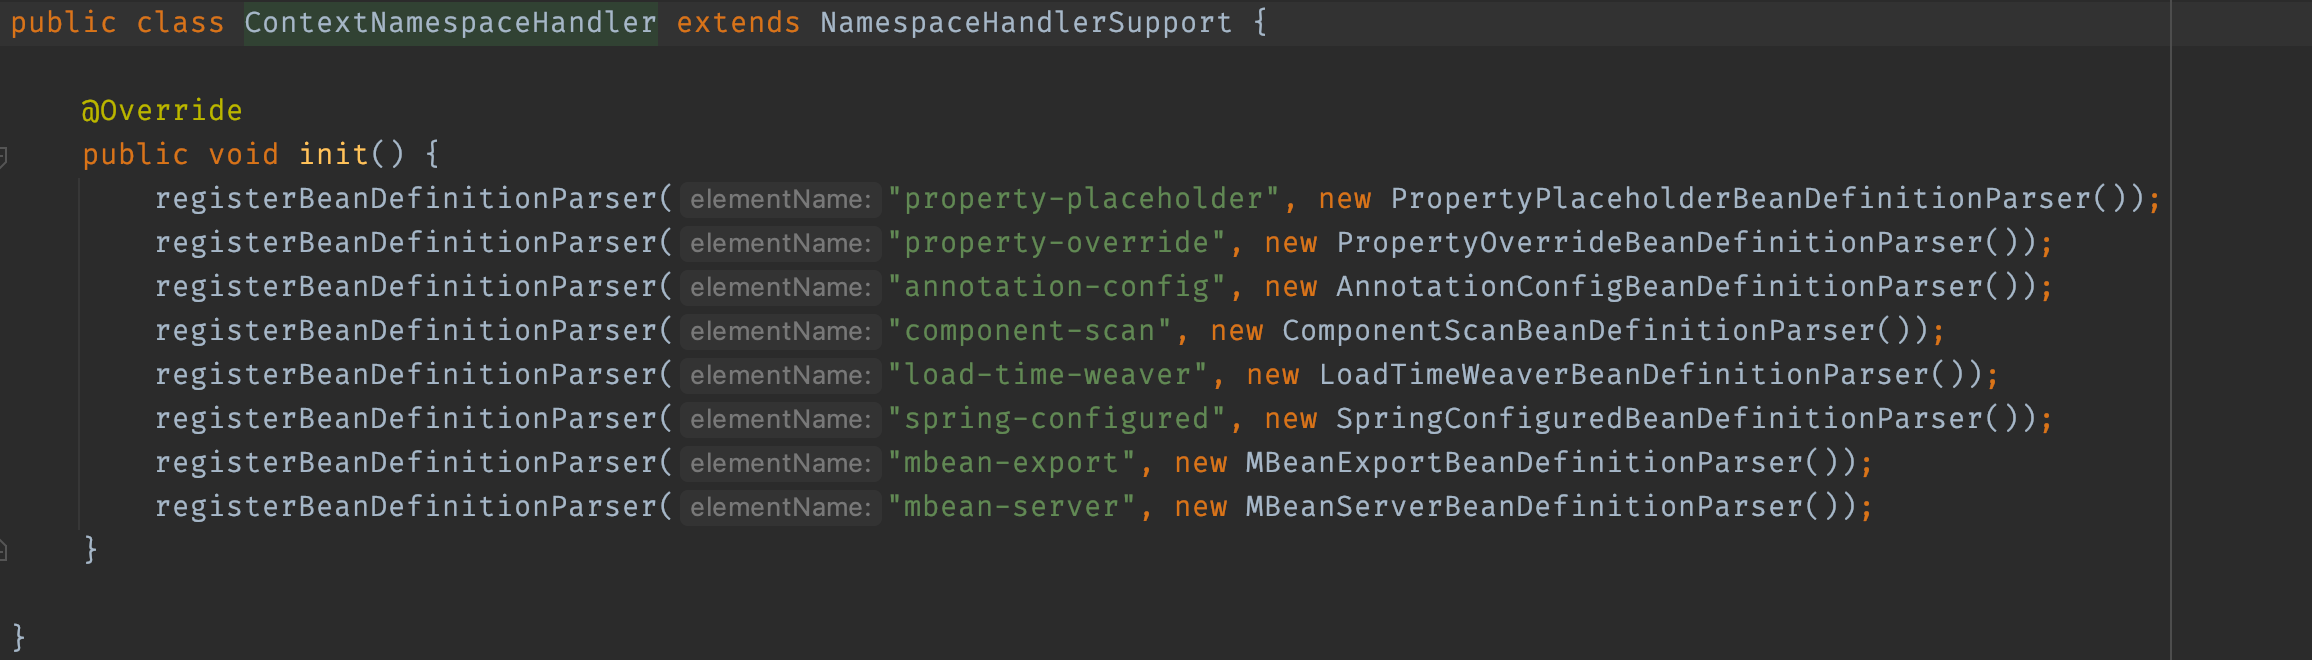 public class ContextNamespaceHandler extends NamespaceHandlerSupport {
@Override
public void init() {
registerBeanDefinitionParser( elementName: "property-placeholder", new PropertyPlaceholderBeanDefinitionParser());
registerBeanDefinitionParser( elementName: "property-override", new PropertyOverrideBeanDefinitionParser());
registerBeanDefinitionParser( elementName: "annotation-config", new AnnotationConfigBeanDefinitionParser());
registerBeanDefinitionParser( elementName: "component-scan", new ComponentScanBeanDefinitionParser());
registerBeanDefinitionParser( elementName: "load-time-weaver", new LoadTimeWeaverBeanDefinitionParser());
registerBeanDefinitionParser( elementName: "spring-configured", new SpringConfiguredBeanDefinitionParser());
registerBeanDefinitionParser( elementName: "mbean-export", new MBeanExportBeanDefinitionParser());
registerBeanDefinitionParser( elementName: "mbean-server", new MBeanServerBeanDefinitionParser());
}
}